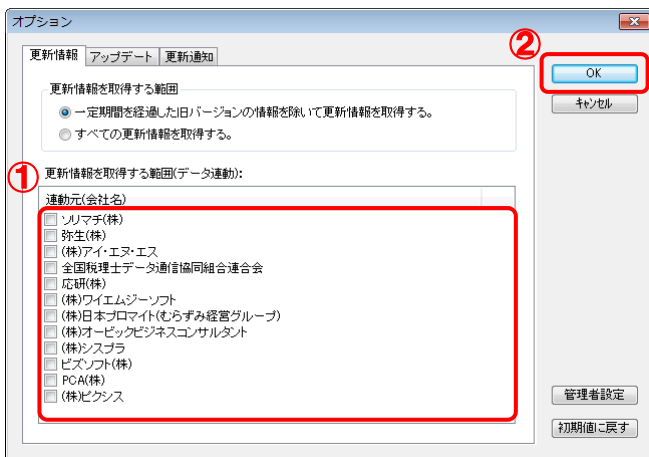 オプション
②
更新情報 アップデート 更新通知
OK
キャンセル
更新情報を取得する範囲
一定期間を経過した旧バージョンの情報を除いて更新情報を取得する。
すべての更新情報を取得する。
①
更新情報を取得する範囲(データ連動):
連動元(会社名)
ソリマチ(株)
弥生(株)
(株)アイ・エヌ・エス
全国税理士データ通信協同組合連合会
応研(株)
(株)ワイエムジーソフト
(株)日本ブロマイト(むらずみ経営グループ)
(株)オービックビジネスコンサルタント
(株)シスプラ
ビズソフト(株)
PCA(株)
(株)ピクシス
管理者設定
初期値に戻す